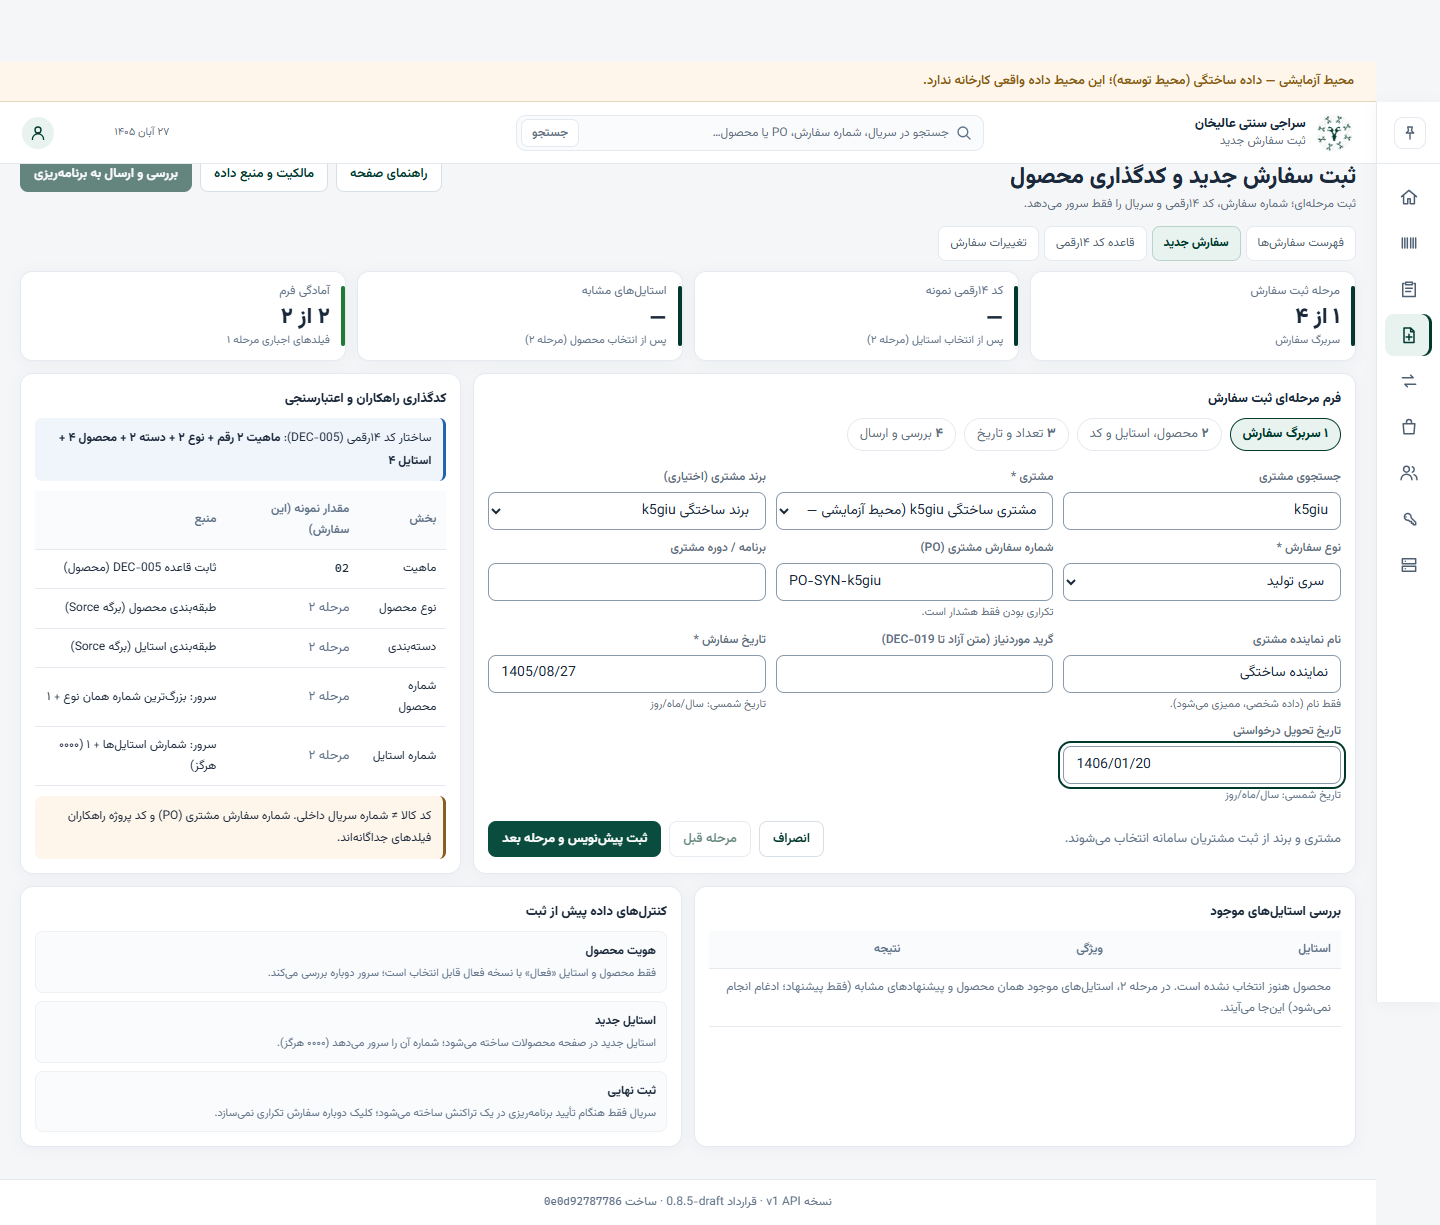 محیط آزمایشی — داده ساختگی (محیط توسعه)؛ این محیط داده واقعی کارخانه ندارد.
سراجی سنتی عالیخان
ثبت سفارش جدید
جستجو در سریال، شماره سفارش، PO یا محصول...
جستجو
۲۷ آبان ۱۴۰۵
ثبت سفارش جدید و کدگذاری محصول
ثبت مرحله‌ای؛ شماره سفارش، کد ۱۴رقمی و سریال را فقط سرور می‌دهد.
راهنمای صفحه
مالکیت و منبع داده
بررسی و ارسال به برنامه‌ریزی
فهرست سفارش‌ها
سفارش جدید
قاعده کد ۱۴رقمی
تغییرات سفارش
مرحله ثبت سفارش
۱ از ۴
سربرگ سفارش
کد ۱۴رقمی نمونه
—
پس از انتخاب استایل (مرحله ۲)
استایل‌های مشابه
—
پس از انتخاب محصول (مرحله ۲)
آمادگی فرم
۲ از ۲
فیلدهای اجباری مرحله ۱
فرم مرحله‌ای ثبت سفارش
۱ سربرگ سفارش
۲ محصول، استایل و کد
۳ تعداد و تاریخ
۴ بررسی و ارسال
جستجوی مشتری
k5giu
مشتری *
مشتری ساختگی k5giu (محیط آزمایشی —
برند مشتری (اختیاری)
برند ساختگی k5giu
نوع سفارش *
سری تولید
شماره سفارش مشتری (PO)
PO-SYN-k5giu
تکراری بودن فقط هشدار است.
برنامه / دوره مشتری
نام نماینده مشتری
نماینده ساختگی
فقط نام (داده شخصی، ممیزی می‌شود).
گرید موردنیاز (متن آزاد تا DEC-019)
تاریخ سفارش *
1405/08/27
تاریخ شمسی: سال/ماه/روز
تاریخ تحویل درخواستی
1406/01/20
تاریخ شمسی: سال/ماه/روز
مشتری و برند از ثبت مشتریان سامانه انتخاب می‌شوند.
انصراف
مرحله قبل
ثبت پیش‌نویس و مرحله بعد
کدگذاری راهکاران و اعتبارسنجی
ساختار کد ۱۴رقمی (DEC-005): ماهیت ۲ رقم + نوع ۲ + دسته ۲ + محصول ۴ +
استایل ۴
بخش
مقدار نمونه (این
سفارش)
منبع
ماهیت
02
ثابت قاعده DEC-005 (محصول)
نوع محصول
مرحله ۲
طبقه‌بندی محصول (برگه Sorce)
دسته‌بندی
مرحله ۲
طبقه‌بندی استایل (برگه Sorce)
شماره
محصول
مرحله ۲
سرور: بزرگ‌ترین شماره همان نوع + ۱
شماره استایل
مرحله ۲
سرور: شمارش استایل‌ها + ۱ (۰۰۰۰
هرگز)
کد کالا ≠ شماره سریال داخلی. شماره سفارش مشتری (PO) و کد پروژه راهکاران
فیلدهای جداگانه‌اند.
بررسی استایل‌های موجود
استایل
ویژگی
نتیجه
محصول هنوز انتخاب نشده است. در مرحله ۲، استایل‌های موجود همان محصول و پیشنهادهای مشابه (فقط پیشنهاد؛ ادغام انجام
نمی‌شود) این‌جا می‌آیند.
کنترل‌های داده پیش از ثبت
هویت محصول
فقط محصول و استایل «فعال» با نسخه فعال قابل انتخاب است؛ سرور دوباره بررسی می‌کند.
استایل جدید
استایل جدید در صفحه محصولات ساخته می‌شود؛ شماره آن را سرور می‌دهد (۰۰۰۰ هرگز).
ثبت نهایی
سریال فقط هنگام تأیید برنامه‌ریزی در یک تراکنش ساخته می‌شود؛ کلیک دوباره سفارش تکراری نمی‌سازد.
نسخه v1 API · قرارداد 0.8.5-draft · ساخت 0e0d92787786